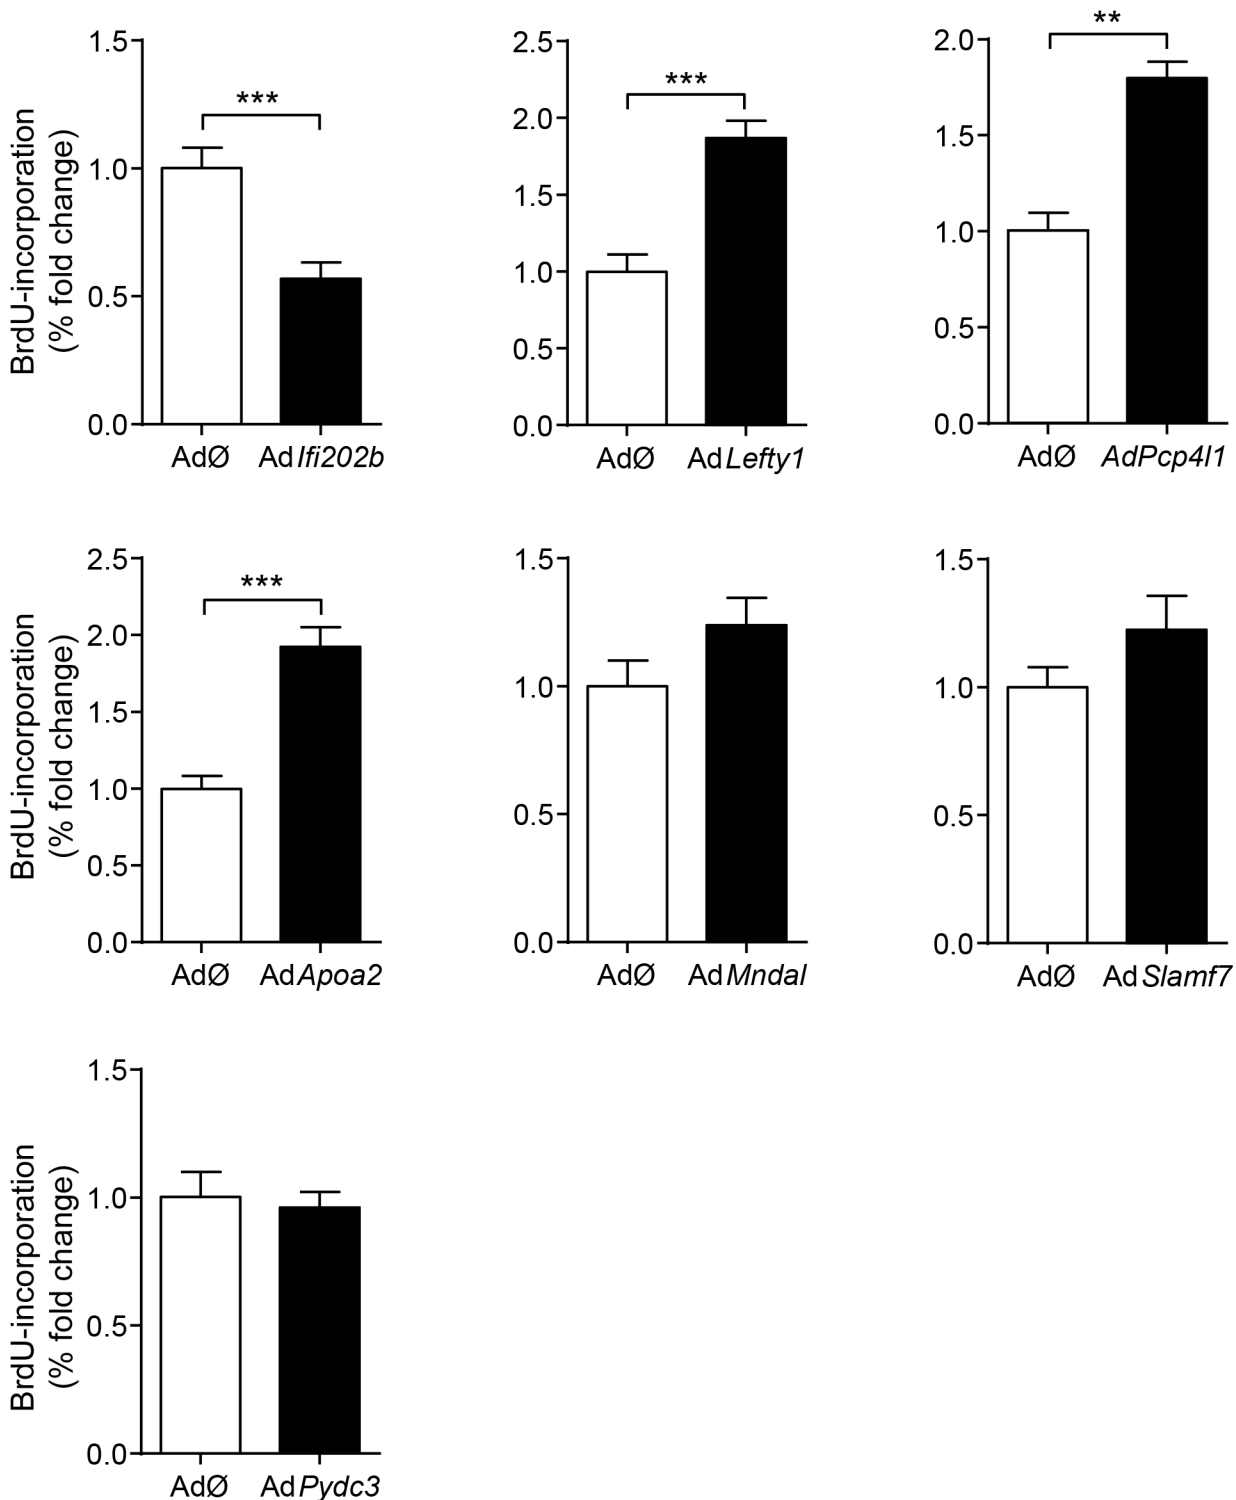 BrdU-incorporation
(% fold change)
1.5
1.0
0.5
0.0
***
AdØ
AdIfi202b
2.5
2.0
1.5
1.0
0.5
0.0
***
AdØ
AdLefty1
2.0
1.5
1.0
0.5
0.0
**
AdØ
AdPcp4l1
BrdU-incorporation
(% fold change)
2.5
2.0
1.5
1.0
0.5
0.0
***
AdØ
AdApoa2
1.5
1.0
0.5
0.0
AdØ
AdMndal
1.5
1.0
0.5
0.0
AdØ
AdSlamf7
BrdU-incorporation
(% fold change)
1.5
1.0
0.5
0.0
AdØ
AdPydc3